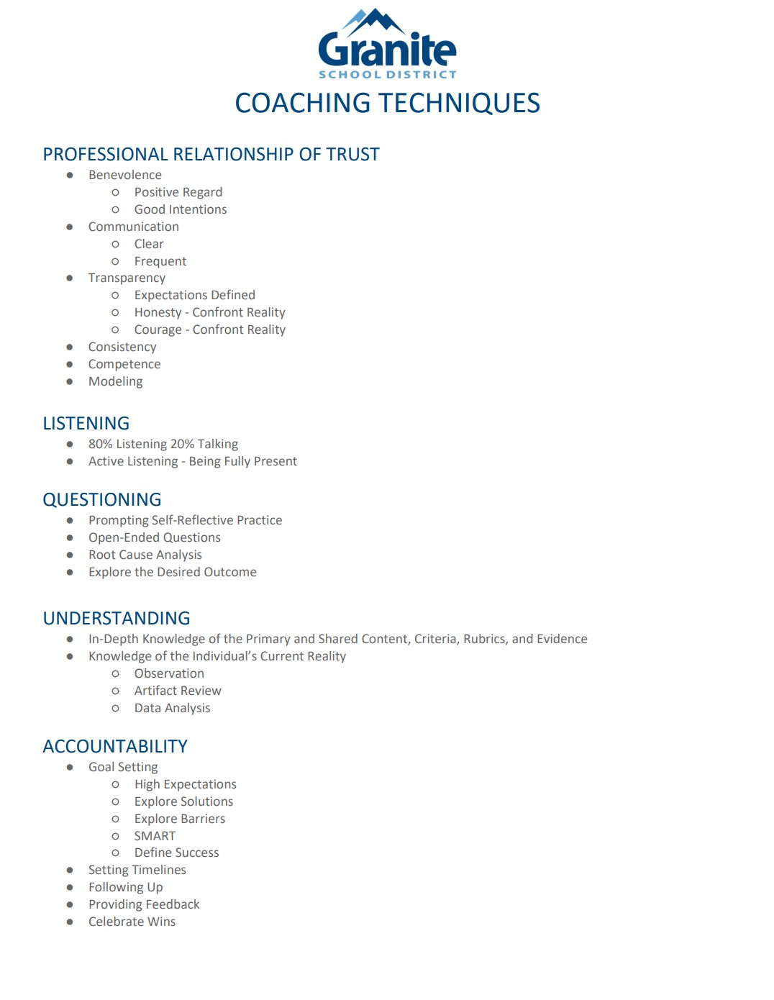 Granite
SCHOOL DISTRICT
COACHING TECHNIQUES
PROFESSIONAL RELATIONSHIP OF TRUST
● Benevolence
○ Positive Regard
○ Good Intentions
● Communication
○ Clear
○ Frequent
● Transparency
○ Expectations Defined
○ Honesty - Confront Reality
○ Courage - Confront Reality
● Consistency
● Competence
● Modeling
LISTENING
● 80% Listening 20% Talking
● Active Listening - Being Fully Present
QUESTIONING
● Prompting Self-Reflective Practice
● Open-Ended Questions
● Root Cause Analysis
● Explore the Desired Outcome
UNDERSTANDING
● In-Depth Knowledge of the Primary and Shared Content, Criteria, Rubrics, and Evidence
● Knowledge of the Individual’s Current Reality
○ Observation
○ Artifact Review
○ Data Analysis
ACCOUNTABILITY
● Goal Setting
○ High Expectations
○ Explore Solutions
○ Explore Barriers
○ SMART
○ Define Success
● Setting Timelines
● Following Up
● Providing Feedback
● Celebrate Wins